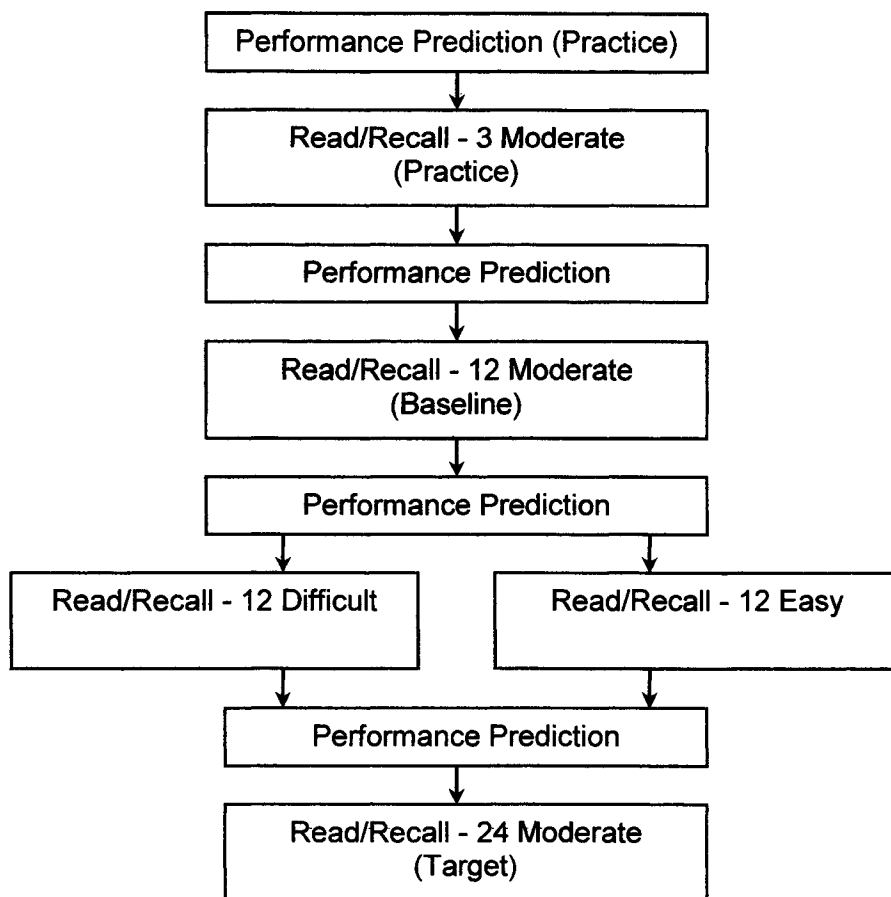 Performance Prediction (Practice)
Read/Recall - 3 Moderate
(Practice)
Performance Prediction
Read/Recall - 12 Moderate
(Baseline)
Performance Prediction
Read/Recall - 12 Difficult
Read/Recall - 12 Easy
Performance Prediction
Read/Recall - 24 Moderate
(Target)